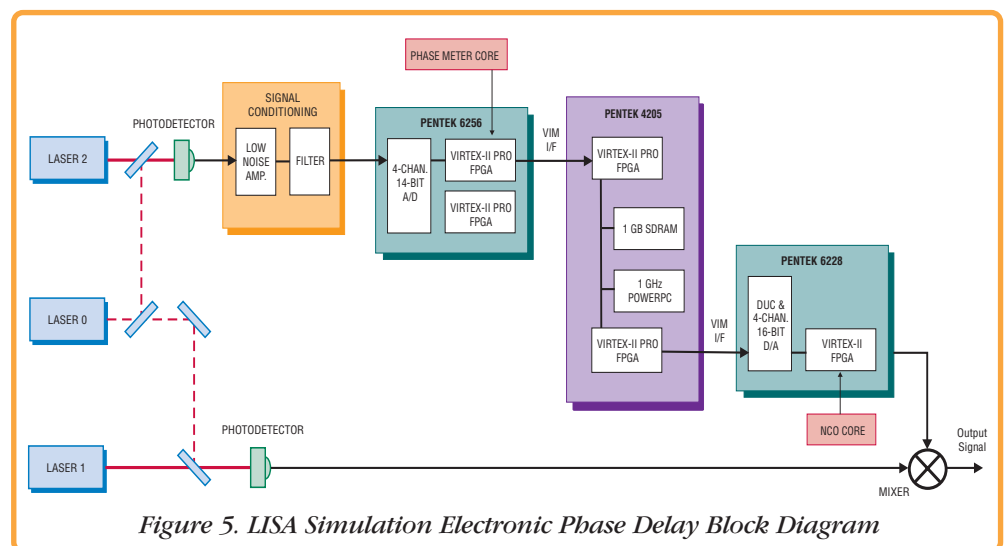 PHASE METER CORE
SIGNAL
CONDITIONING
PHOTODETECTOR
LASER 2
LOW
NOISE
AMP.
FILTER
PENTEK 6256
4-CHAN.
14-BIT
A/D
VIRTEX-II PRO
FPGA
VIRTEX-II PRO
FPGA
VIM
I/F
PENTEK 4205
VIRTEX-II PRO
FPGA
1 GB SDRAM
1 GHz
POWERPC
VIRTEX-II PRO
FPGA
VIM
I/F
PENTEK 6228
DUC &
4-CHAN.
16-BIT
D/A
VIRTEX-II
FPGA
NCO CORE
LASER 0
LASER 1
PHOTODETECTOR
MIXER
Output
Signal
Figure 5. LISA Simulation Electronic Phase Delay Block Diagram